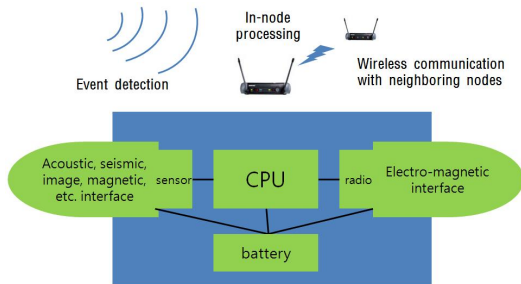 In-node
processing
Event detection
Wireless communication
with neighboring nodes
Acoustic, seismic,
image, magnetic,
etc. interface
sensor
CPU
radio
Electro-magnetic
interface
battery